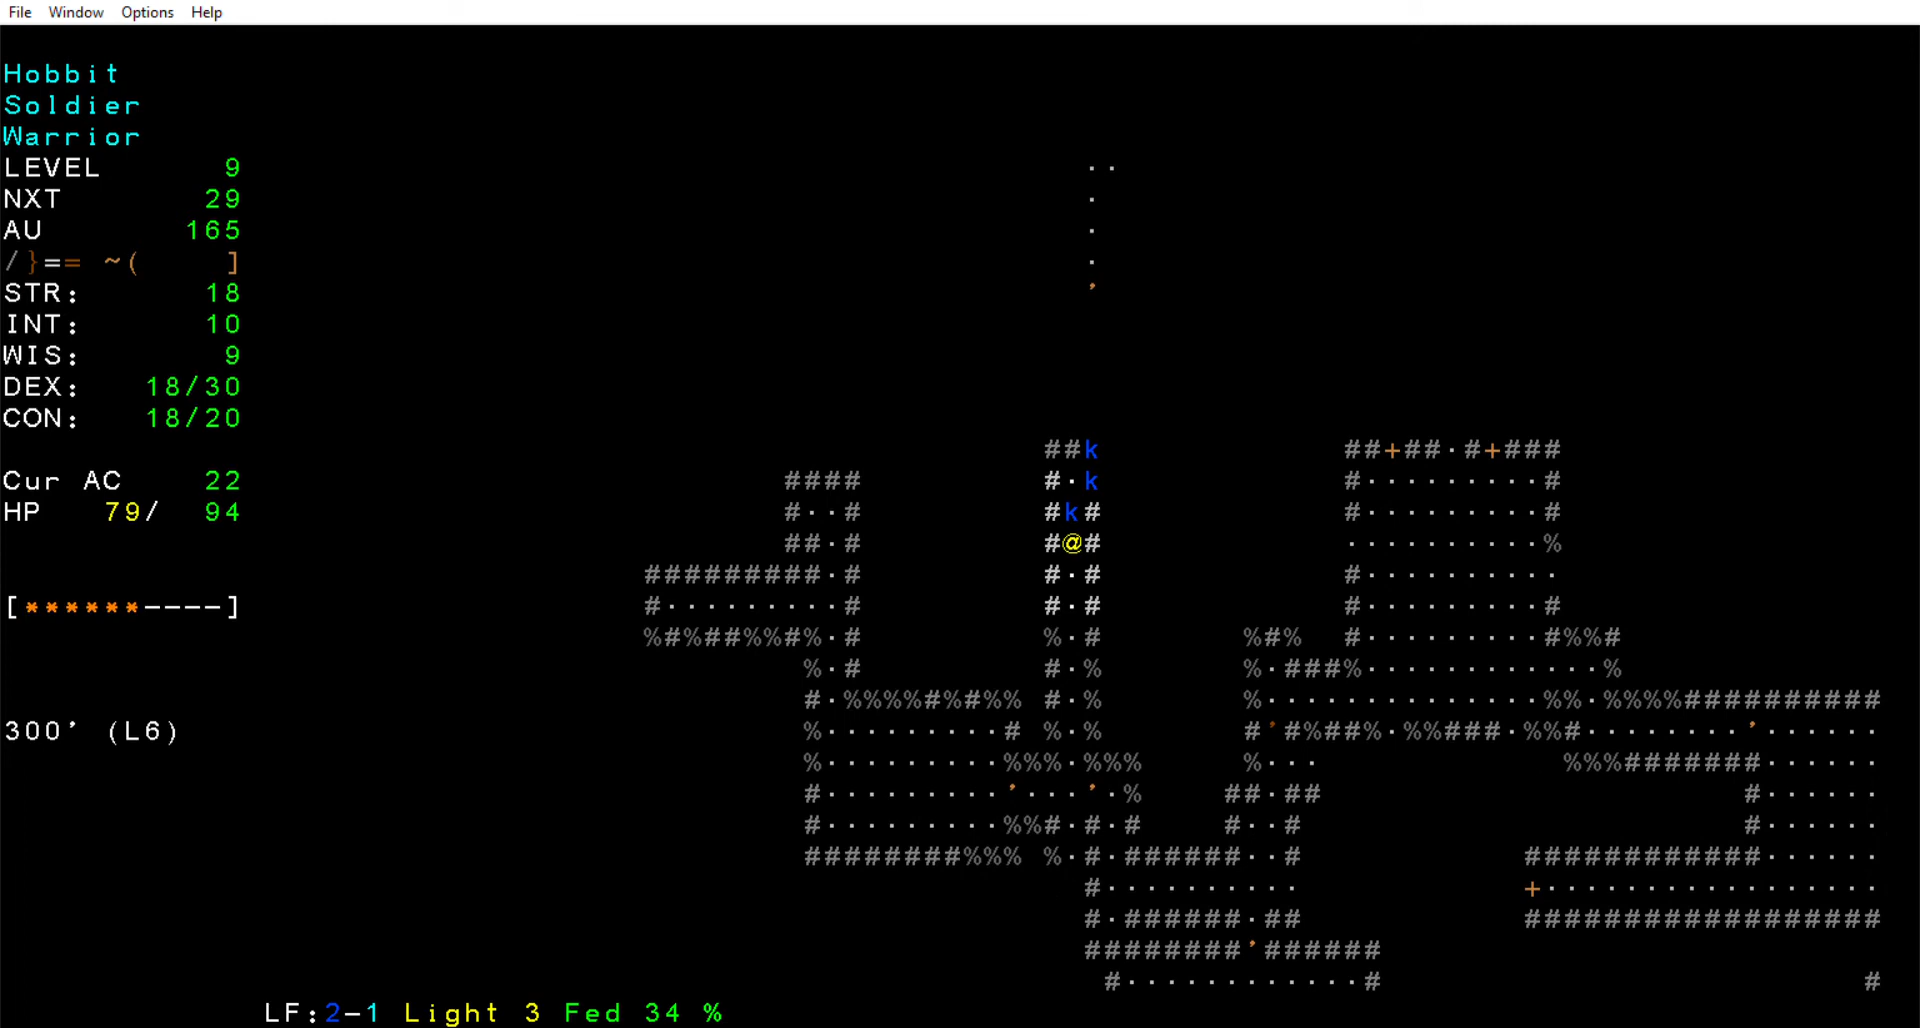 File Window Options Help
Hobbit
Soldier
Warrior
LEVEL 9
NXT 29
AU 165
/}== ~( ]
STR: 18
INT: 10
WIS: 9
DEX: 18/30
CON: 18/20
Cur AC 22
HP 79/ 94
[******----]
300' (L6)
. .
.
.
.
'
##k ##+##.#+###
#### #.k #.........#
#..# #k# #.........#
##.# #@# ..........%
#########.# #.# #..........
#.........# #.# #.........#
%#%##%%#%.# %.# %#% #.........#%%#
%.# #.% %.###%............%
#.%%%%#%#%% #.% %..............%%.%%%%##########
%.........# %.% #'#%##%.%%###.%%#........'......
%.........%%%.%%% %... %%%#######......
#.........'...'.% ##.## #......
#.........%%#.#.# #..# #......
########%%% %.#.######..# ############......
#.......... +.................
#.######.## ##################
########'######
#............# #
LF:2-1 Light 3 Fed 34 %